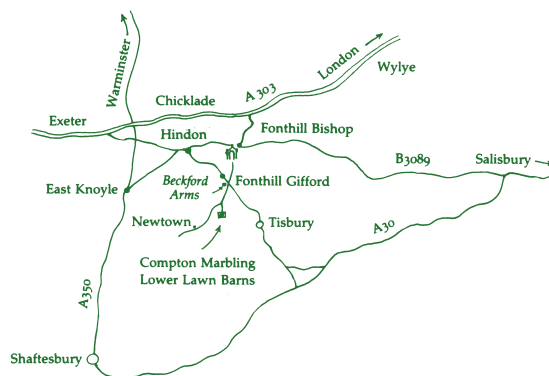 London
Wylye
Warminster
A 303
Chicklade
Exeter
Hindon
Fonthill Bishop
B3089
Salisbury
East Knoyle
Beckford
Arms
Fonthill Gifford
Newtown
Tisbury
A30
Compton Marbling
Lower Lawn Barns
A350
Shaftesbury